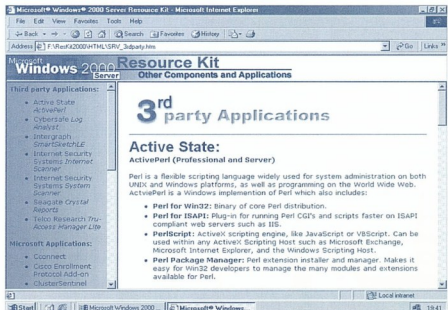 Microsoft® Windows® 2000 Server Resource Kit - Microsoft Internet Explorer
File Edit View Favorites Tools Help
Back Search Favorites History
Address F:\ResKit2000\HTML\SRV_3dparty.htm Go Links
Microsoft
Windows 2000
Server
Resource Kit
Other Components and Applications
Third party Applications:
Active State
ActivePerl
Cybersafe Log
Analyst
Intergraph
SmartSketchLE
Internet Security
Systems Internet
Scanner
Internet Security
Systems System
Scanner
Seagate Crystal
Reports
Telco Research Tru-
Access Manager Lite
Microsoft Applications:
Cconnect
Cisco Enrollment
Protocol Add-on
ClusterSentinel
3rd party Applications
Active State:
ActivePerl (Professional and Server)
Perl is a flexible scripting language widely used for system administration on both
UNIX and Windows platforms, as well as programming on the World Wide Web.
ActivePerl is a Windows implemention of Perl which also includes:
Perl for Win32: Binary of core Perl distribution.
Perl for ISAPI: Plug-in for running Perl CGI's and scripts faster on ISAPI
compliant web servers such as IIS.
PerlScript: ActiveX scripting engine, like JavaScript or VBScript. Can be
used within any ActiveX Scripting Host such as Microsoft Exchange,
Microsoft Internet Explorer, and the Windows Scripting Host.
Perl Package Manager: Perl extension installer and manager. Makes it
easy for Win32 developers to manage the many modules and extensions
available for Perl.
Local intranet
Start Microsoft Windows 2000 ... Microsoft® Windows... 19:41